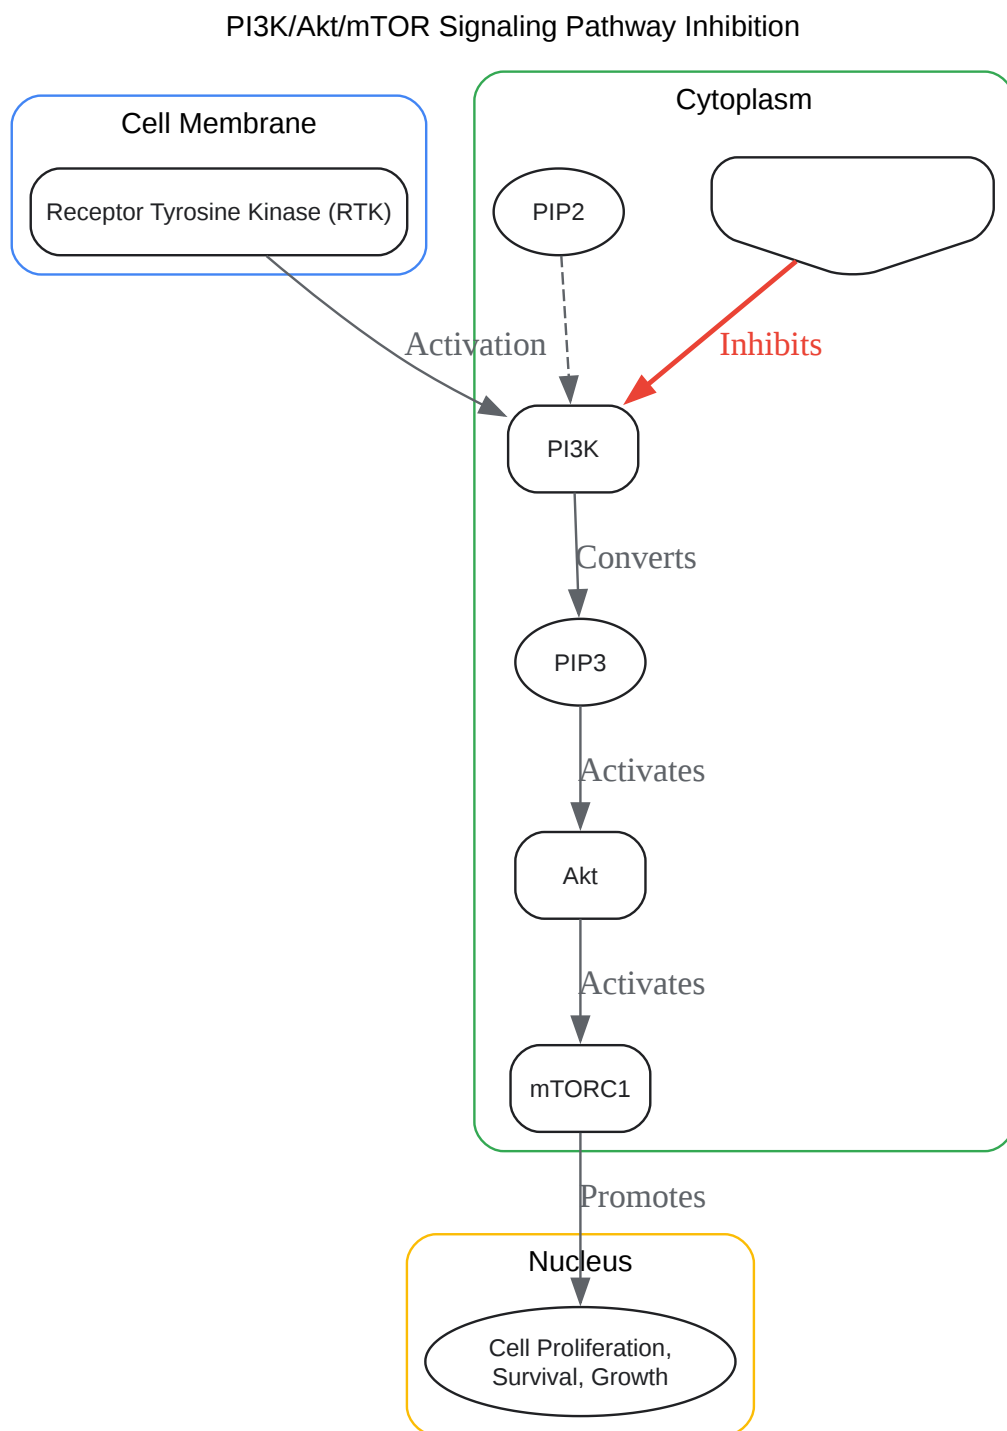 PI3K/Akt/mTOR Signaling Pathway Inhibition
Cell Membrane
Cytoplasm
Receptor Tyrosine Kinase (RTK)
PIP2
Activation
Inhibits
PI3K
Converts
PIP3
Activates
Akt
Activates
mTORC1
Promotes
Nucleus
Cell Proliferation,
Survival, Growth